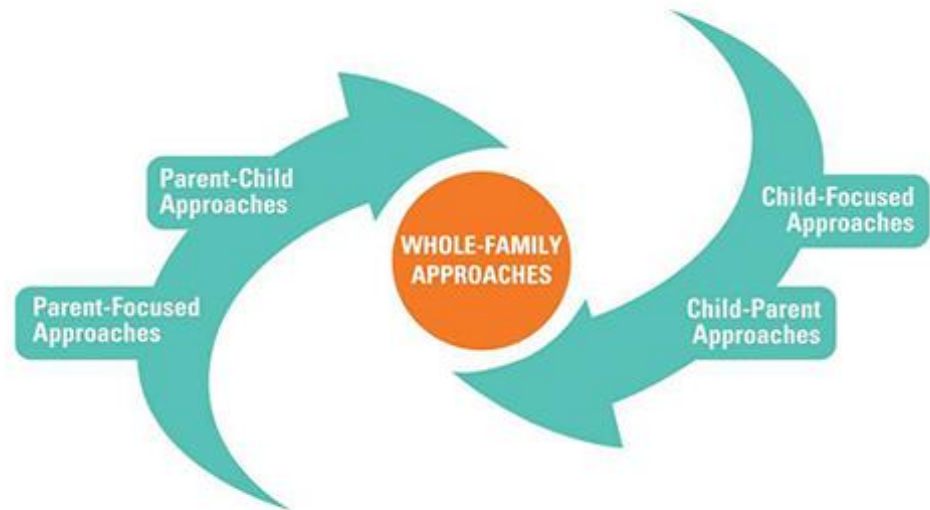 Parent-Child
Approaches
Parent-Focused
Approaches
WHOLE-FAMILY
APPROACHES
Child-Focused
Approaches
Child-Parent
Approaches